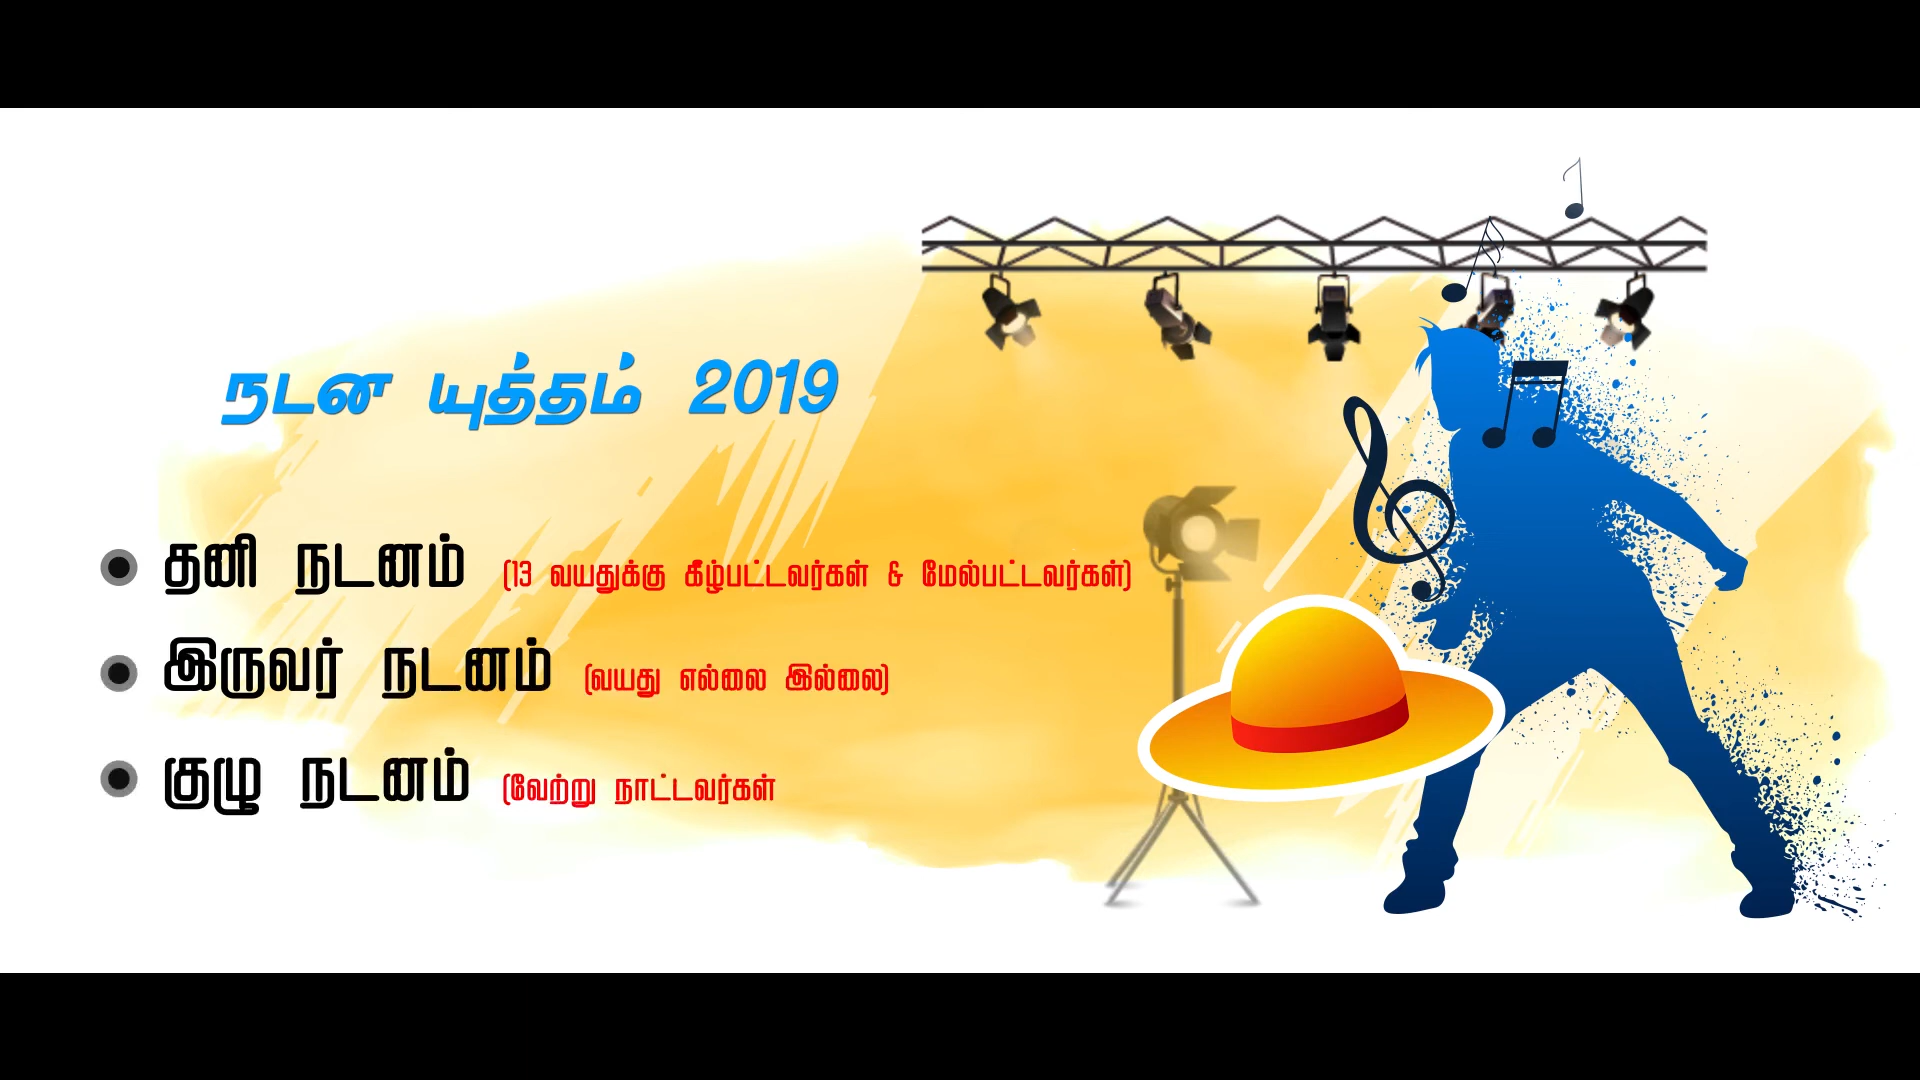 நடன யுத்தம் 2019
தனி நடனம் (13 வயதுக்கு கீழ்பட்டவர்கள் & மேல்பட்டவர்கள்)
இருவர் நடனம் (வயது எல்லை இல்லை)
குழு நடனம் (வேற்று நாட்டவர்கள்